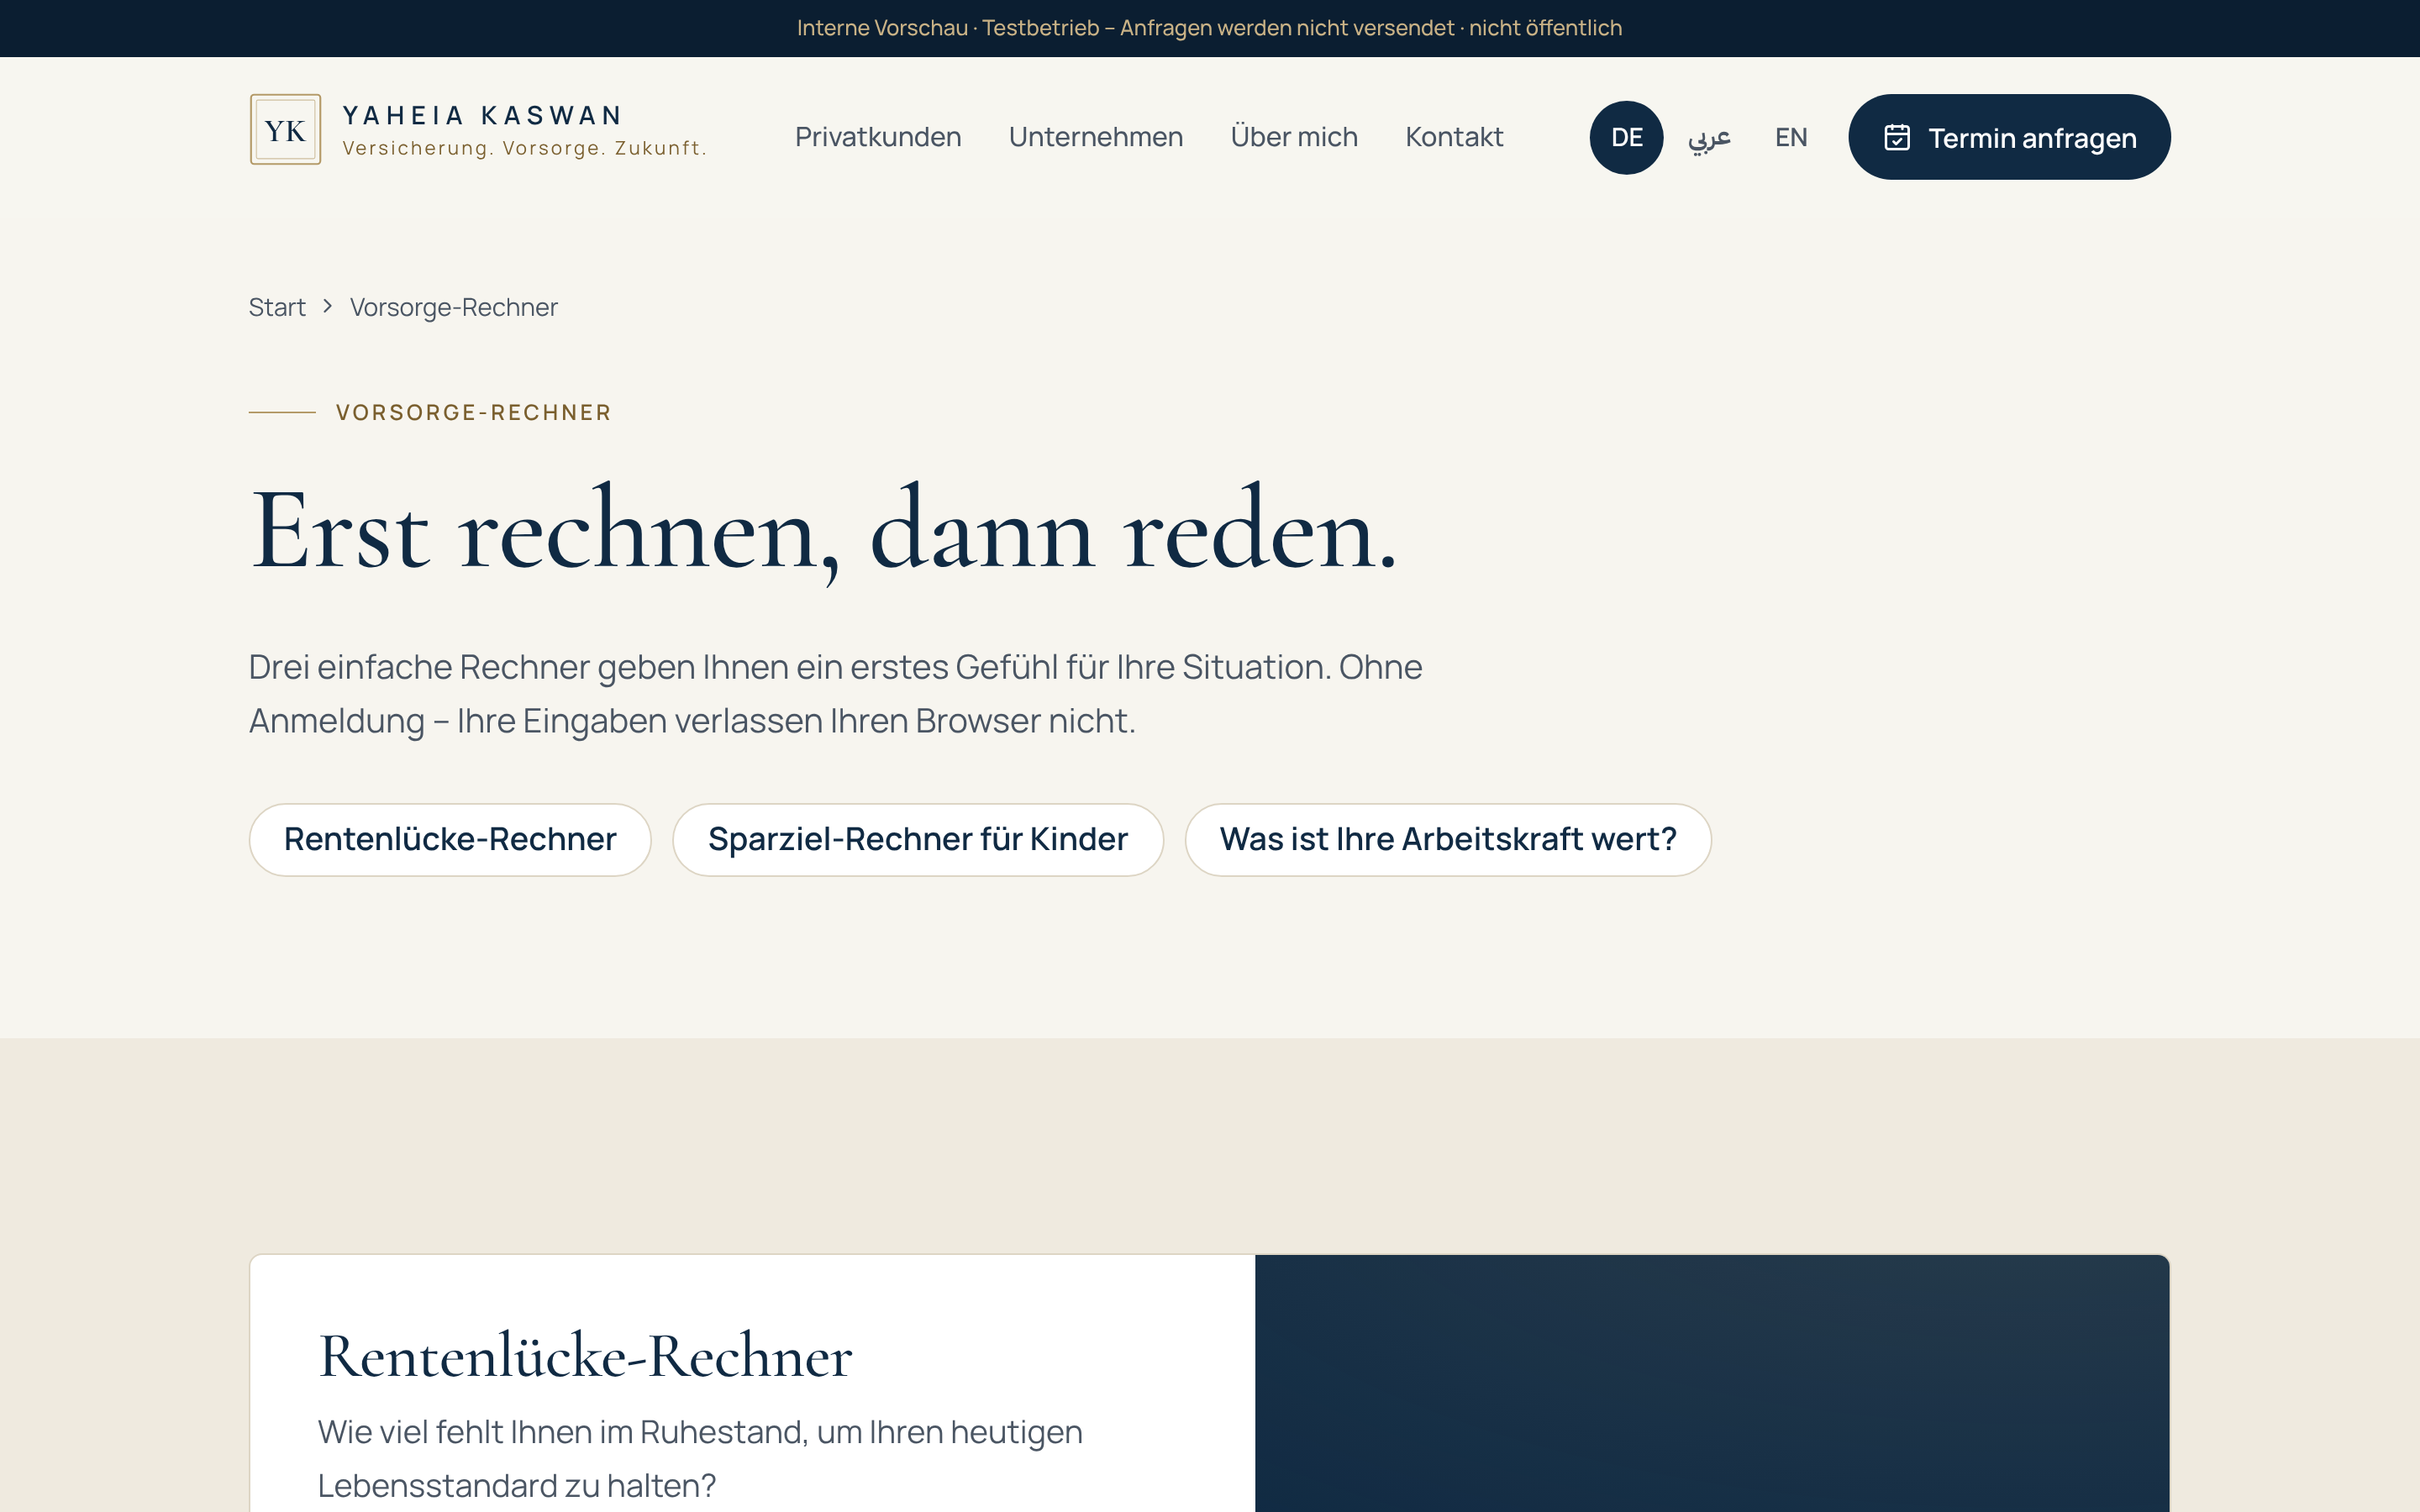 Interne Vorschau · Testbetrieb – Anfragen werden nicht versendet · nicht öffentlich
YK
YAHEIA KASWAN
Versicherung. Vorsorge. Zukunft.
Privatkunden
Unternehmen
Über mich
Kontakt
DE
عربي
EN
Termin anfragen
Start > Vorsorge-Rechner
VORSORGE-RECHNER
Erst rechnen, dann reden.
Drei einfache Rechner geben Ihnen ein erstes Gefühl für Ihre Situation. Ohne
Anmeldung – Ihre Eingaben verlassen Ihren Browser nicht.
Rentenlücke-Rechner
Sparziel-Rechner für Kinder
Was ist Ihre Arbeitskraft wert?
Rentenlücke-Rechner
Wie viel fehlt Ihnen im Ruhestand, um Ihren heutigen
Lebensstandard zu halten?